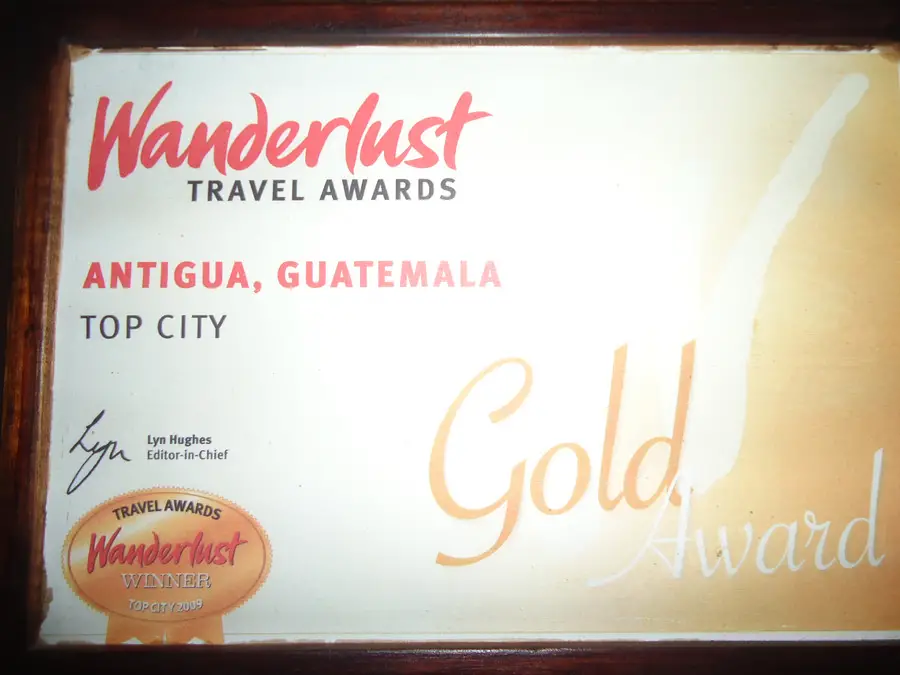 Wanderlust
TRAVEL AWARDS
ANTIGUA, GUATEMALA
TOP CITY
Gold
Award
Lyn
Lyn Hughes
Editor-in-Chief
TRAVEL AWARDS
Wanderlust
WINNER
TOP CITY 2009